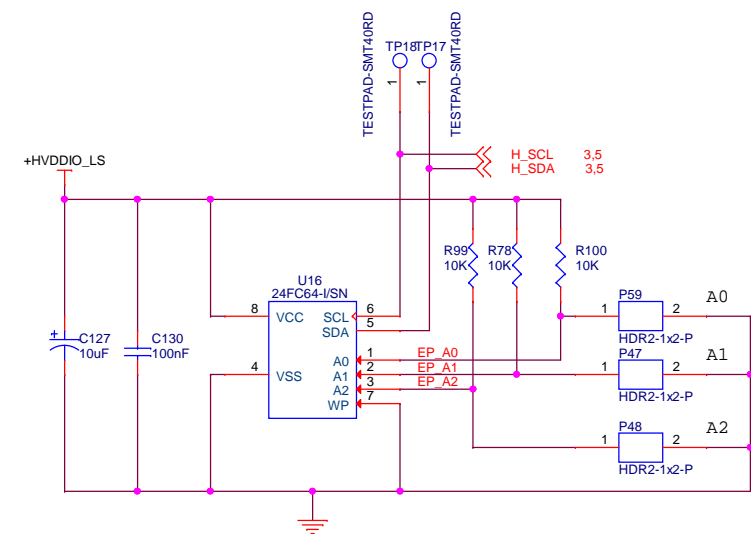 TESTPAD-SMT40RD
TP18
TP17
TESTPAD-SMT40RD
1
1
H_SCL 3,5
H_SDA 3,5
+HVDDIO_LS
R99
10K
R78
10K
R100
10K
U16
24FC64-I/SN
8 VCC
SCL 6
SDA 5
4 VSS
A0 1 EP_A0
A1 2 EP_A1
A2 3 EP_A2
WP 7
+
C127
10uF
C130
100nF
P59
1 2 A0
HDR2-1x2-P
P47
1 2 A1
HDR2-1x2-P
P48
1 2 A2
HDR2-1x2-P